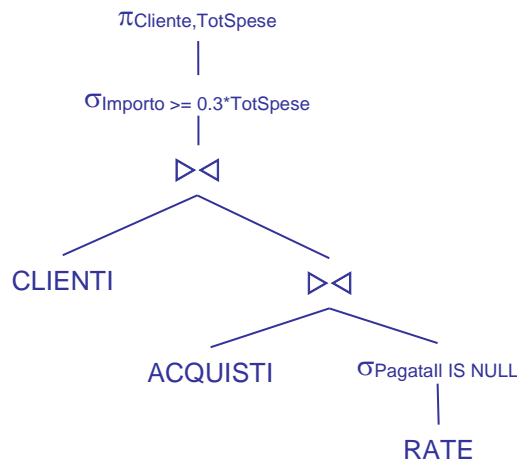 πCliente,TotSpese
σImporto >= 0.3*TotSpese
▷◁
CLIENTI
▷◁
ACQUISTI
σPagataIl IS NULL
RATE